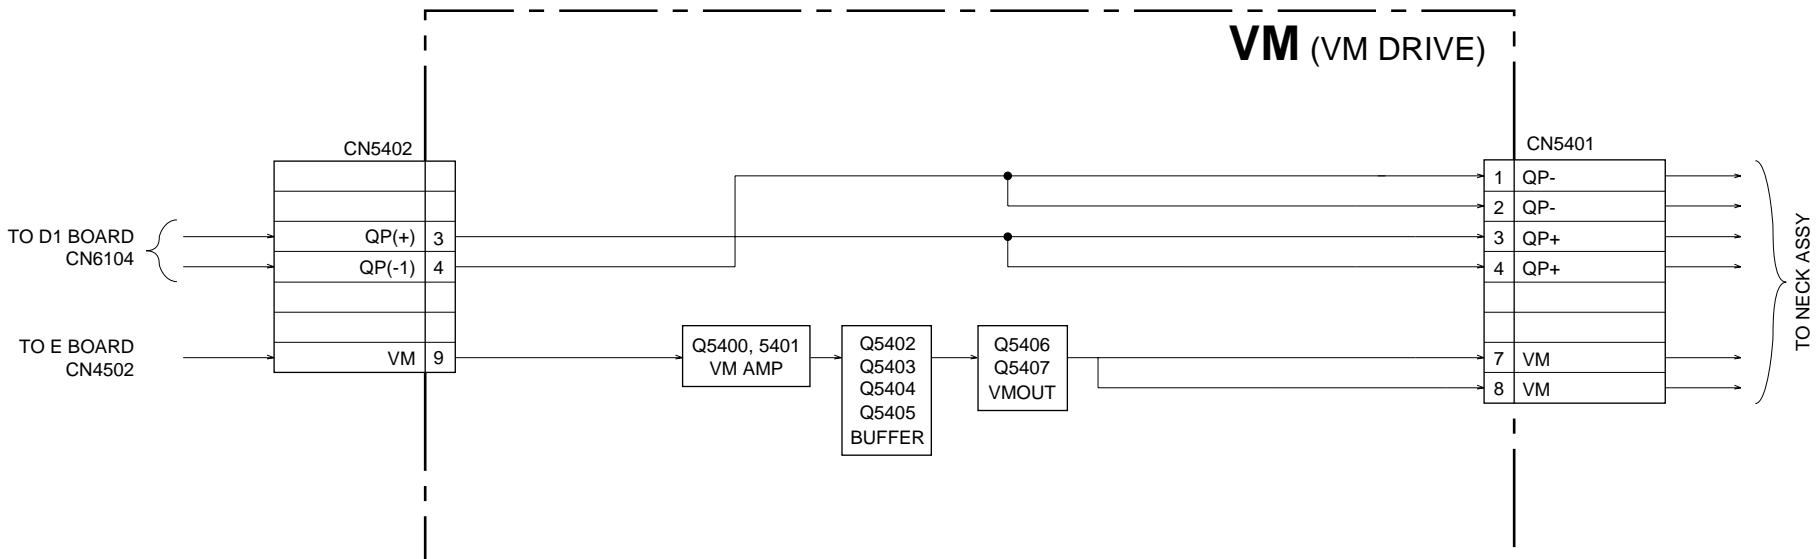 VM (VM DRIVE)
CN5402
CN5401
1 QP-
2 QP-
TO D1 BOARD
CN6104
QP(+) 3
QP(-1) 4
3 QP+
4 QP+
TO E BOARD
CN4502
VM 9
Q5400, 5401
VM AMP
Q5402
Q5403
Q5404
Q5405
BUFFER
Q5406
Q5407
VMOUT
7 VM
8 VM
TO NECK ASSY